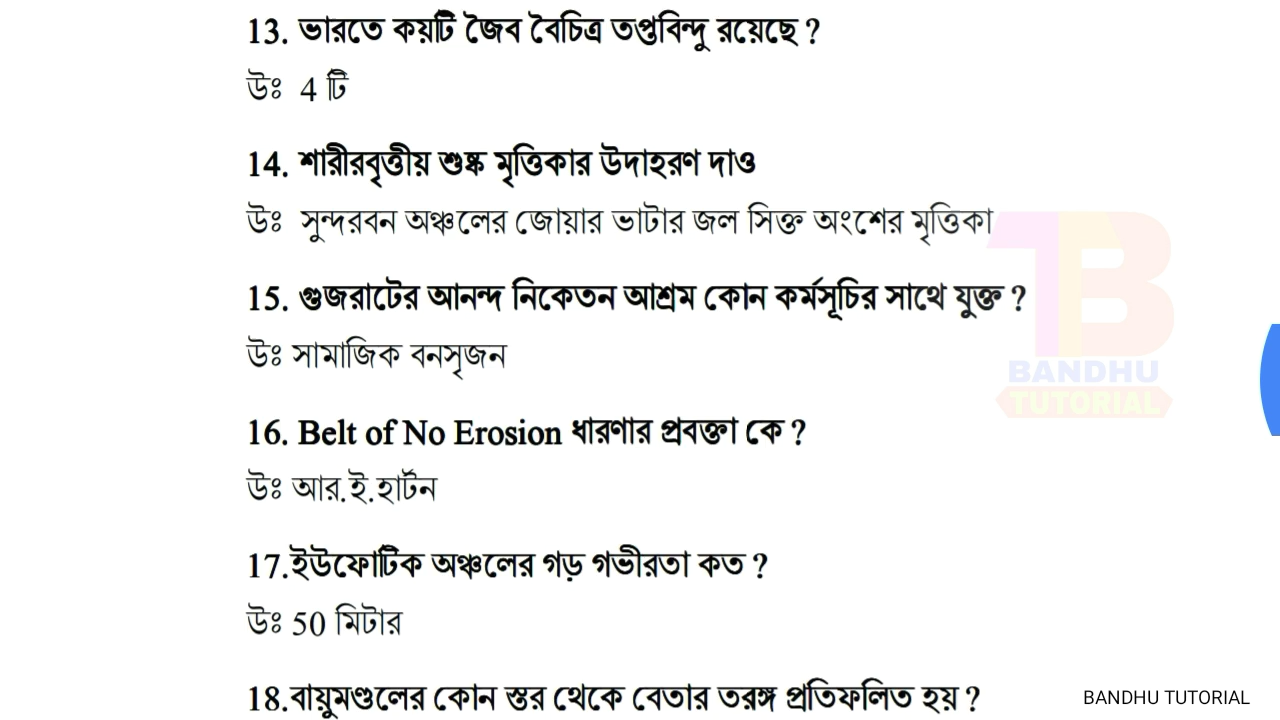 13. ভারতে কয়টি জৈব বৈচিত্র তপ্তবিন্দু রয়েছে ?
উঃ 4 টি
14. শারীরবৃত্তীয় শুষ্ক মৃত্তিকার উদাহরণ দাও
উঃ সুন্দরবন অঞ্চলের জোয়ার ভাটার জল সিক্ত অংশের মৃত্তিকা
15. গুজরাটের আনন্দ নিকেতন আশ্রম কোন কর্মসূচির সাথে যুক্ত ?
উঃ সামাজিক বনসৃজন
TB
BANDHU
TUTORIAL
16. Belt of No Erosion ধারণার প্রবক্তা কে ?
উঃ আর.ই.হার্টন
17.ইউফোটিক অঞ্চলের গড় গভীরতা কত ?
উঃ 50 মিটার
18.বায়ুমণ্ডলের কোন স্তর থেকে বেতার তরঙ্গ প্রতিফলিত হয় ?
BANDHU TUTORIAL